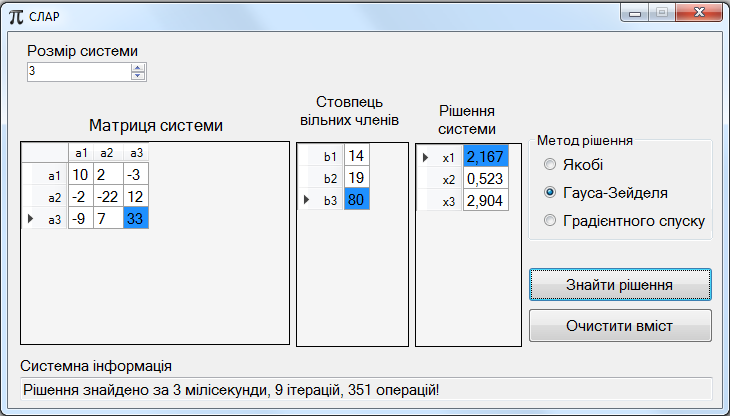 π СЛАР
Розмір системи
3
Матриця системи
a1 a2 a3
a1 10 2 -3
a2 -2 -22 12
a3 -9 7 33
Стовпець
вільних членів
b1 14
b2 19
b3 80
Рішення
системи
x1 2,167
x2 0,523
x3 2,904
Метод рішення
Якобі
Гауса-Зейделя
Градієнтного спуску
Знайти рішення
Очистити вміст
Системна інформація
Рішення знайдено за 3 мілісекунди, 9 ітерацій, 351 операцій!